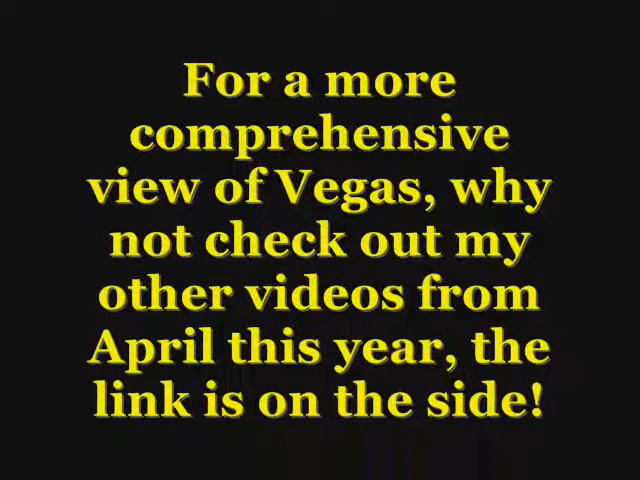 For a more
comprehensive
view of Vegas, why
not check out my
other videos from
April this year, the
link is on the side!